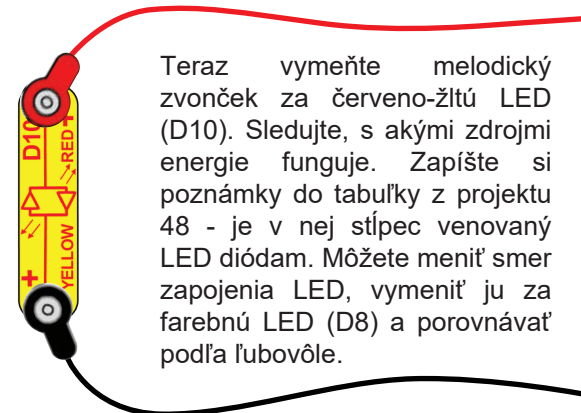 D10
RED+
+
YELLOW
Teraz vymeňte melodický
zvonček za červeno-žltú LED
(D10). Sledujte, s akými zdrojmi
energie funguje. Zapíšte si
poznámky do tabuľky z projektu
48 - je v nej stĺpec venovaný
LED diódam. Môžete meniť smer
zapojenia LED, vymeniť ju za
farebnú LED (D8) a porovnávať
podľa ľubovôle.